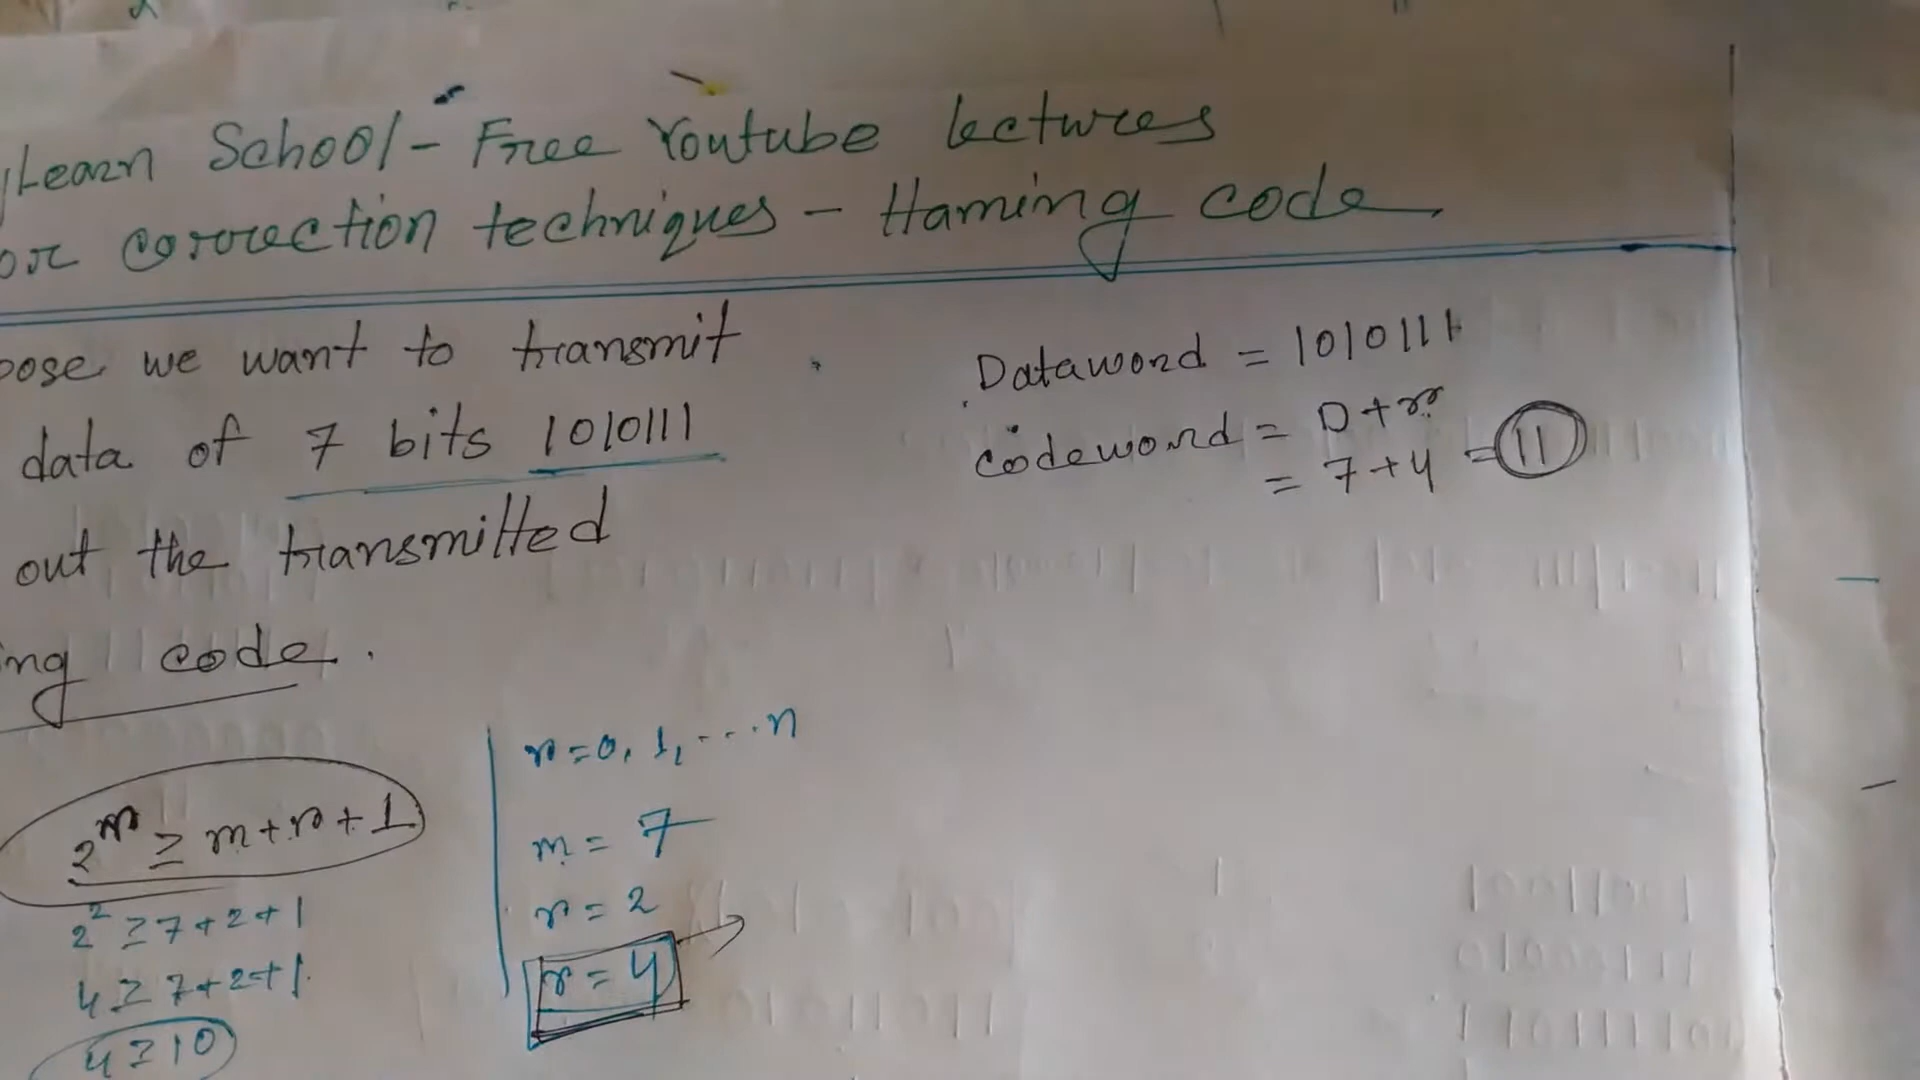 Learn School - Free Youtube lectures
correction techniques - Haming code.
we want to transmit
data of 7 bits 1010111
out the transmitted
code.
Dataword = 1010111
Codeword = D+r
= 7+4 = 11
2^r ≥ m+r+1
2^2 ≥ 7+2+1
4 ≥ 7+2+1
4 ≥ 10
r = 0, 1, ... n
m = 7
r = 2
r = 4